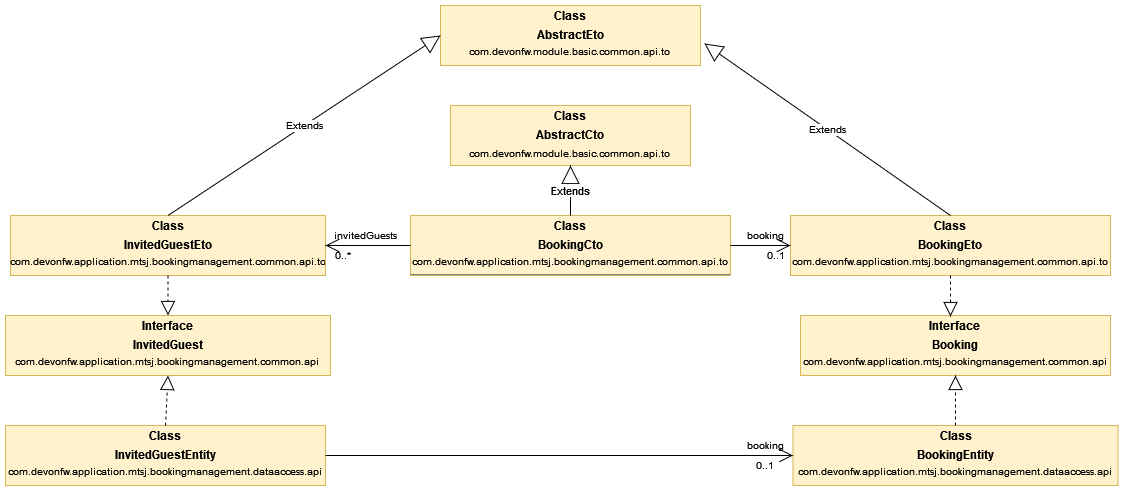 Class
AbstractEto
com.devonfw.module.basic.common.api.to
Class
AbstractCto
com.devonfw.module.basic.common.api.to
Extends
Extends
Extends
Class
InvitedGuestEto
com.devonfw.application.mtsj.bookingmanagement.common.api.to
invitedGuests
0..*
Class
BookingCto
com.devonfw.application.mtsj.bookingmanagement.common.api.to
booking
0..1
Class
BookingEto
com.devonfw.application.mtsj.bookingmanagement.common.api.to
Interface
InvitedGuest
com.devonfw.application.mtsj.bookingmanagement.common.api
Interface
Booking
com.devonfw.application.mtsj.bookingmanagement.common.api
Class
InvitedGuestEntity
com.devonfw.application.mtsj.bookingmanagement.dataaccess.api
booking
0..1
Class
BookingEntity
com.devonfw.application.mtsj.bookingmanagement.dataaccess.api